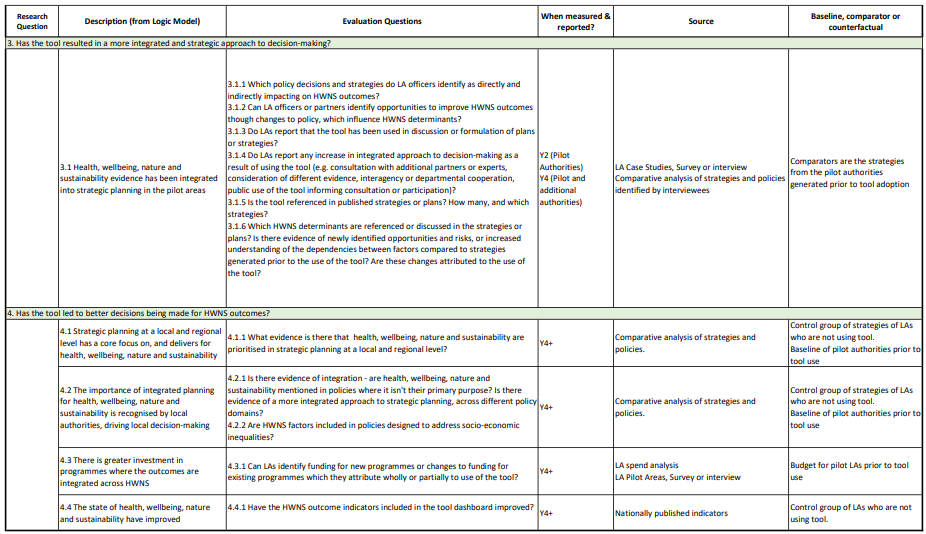 Research
Question
Description (from Logic Model)
Evaluation Questions
When measured &
reported?
Source
Baseline, comparator or
counterfactual
3. Has the tool resulted in a more integrated and strategic approach to decision-making?
3.1 Health, wellbeing, nature and
sustainability evidence has been integrated
into strategic planning in the pilot areas
3.1.1 Which policy decisions and strategies do LA officers identify as directly and
indirectly impacting on HWNS outcomes?
3.1.2 Can LA officers or partners identify opportunities to improve HWNS outcomes
though changes to policy, which influence HWNS determinants?
3.1.3 Do LAs report that the tool has been used in discussion or formulation of plans
or strategies?
3.1.4 Do LAs report any increase in integrated approach to decision-making as a
result of using the tool (e.g. consultation with additional partners or experts,
consideration of different evidence, interagency or departmental cooperation,
public use of the tool informing consultation or participation)?
3.1.5 Is the tool referenced in published strategies or plans? How many, and which
strategies?
3.1.6 Which HWNS determinants are referenced or discussed in the strategies or
plans? Is there evidence of newly identified opportunities and risks, or increased
understanding of the dependencies between factors compared to strategies
generated prior to the use of the tool? Are these changes attributed to the use of
the tool?
Y2 (Pilot
Authorities)
Y4 (Pilot and
additional
authorities)
LA Case Studies, Survey or interview
Comparative analysis of strategies and policies
identified by interviewees
Comparators are the strategies
from the pilot authorities
generated prior to tool adoption
4. Has the tool led to better decisions being made for HWNS outcomes?
4.1 Strategic planning at a local and regional
level has a core focus on, and delivers for
health, wellbeing, nature and sustainability
4.1.1 What evidence is there that health, wellbeing, nature and sustainability are
prioritised in strategic planning at a local and regional level?
Y4+
Comparative analysis of strategies and
policies.
Control group of strategies of LAs
who are not using tool.
Baseline of pilot authorities prior to
tool use
4.2 The importance of integrated planning
for health, wellbeing, nature and
sustainability is recognised by local
authorities, driving local decision-making
4.2.1 Is there evidence of integration - are health, wellbeing, nature and
sustainability mentioned in policies where it isn't their primary purpose? Is there
evidence of a more integrated approach to strategic planning, across different policy
domains?
4.2.2 Are HWNS factors included in policies designed to address socio-economic
inequalities?
Y4+
Comparative analysis of strategies and
policies.
Control group of strategies of LAs
who are not using tool.
Baseline of pilot authorities prior to
tool use
4.3 There is greater investment in
programmes where the outcomes are
integrated across HWNS
4.3.1 Can LAs identify funding for new programmes or changes to funding for
existing programmes which they attribute wholly or partially to use of the tool?
Y4+
LA spend analysis
LA Pilot Areas, Survey or interview
Budget for pilot LAs prior to tool
use
4.4 The state of health, wellbeing, nature
and sustainability have improved
4.4.1 Have the HWNS outcome indicators included in the tool dashboard improved?
Y4+
Nationally published indicators
Control group of LAs who are not
using tool.